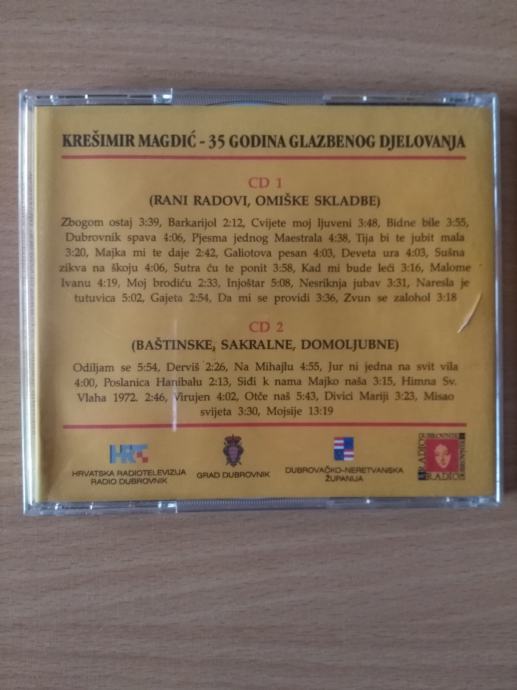 KREŠIMIR MAGDIĆ - 35 GODINA GLAZBENOG DJELOVANJA
CD 1
(RANI RADOVI, OMIŠKE SKLADBE)
Zbogom ostaj 3:39, Barkarijol 2:12, Cvijete moj ljuveni 3:48, Bidne bile 3:55,
Dubrovnik spava 4:06, Pjesma jednog Maestrala 4:38, Tija bi te jubit mala
3:20, Majka mi te daje 2:42, Galiotova pesan 4:03, Deveta ura 4:03, Sušna
zikva na škoju 4:06, Sutra ću te ponit 3:58, Kad mi bude leći 3:16, Malome
Ivanu 4:19, Moj brodiću 2:33, Injoštar 5:08, Nesriknja jubav 3:31, Naresla je
tutuvica 5:02, Gajeta 2:54, Da mi se providi 3:36, Zvun se zalohol 3:18
CD 2
(BAŠTINSKE, SAKRALNE, DOMOLJUBNE)
Odiljam se 5:54, Derviš 2:26, Na Mihajlu 4:55, Jur ni jedna na svit vila
4:00, Poslanica Hanibalu 2:13, Siđi k nama Majko naša 3:15, Himna Sv.
Vlaha 1972. 2:46, Virujen 4:02, Otče naš 5:43, Divici Mariji 3:23, Misao
svijeta 3:30, Mojsije 13:19
HRT
HRVATSKA RADIOTELEVIZIJA
RADIO DUBROVNIK
GRAD DUBROVNIK
DUBROVAČKO-NERETVANSKA
ŽUPANIJA
RADIO
DUBROVNIK
RADIO